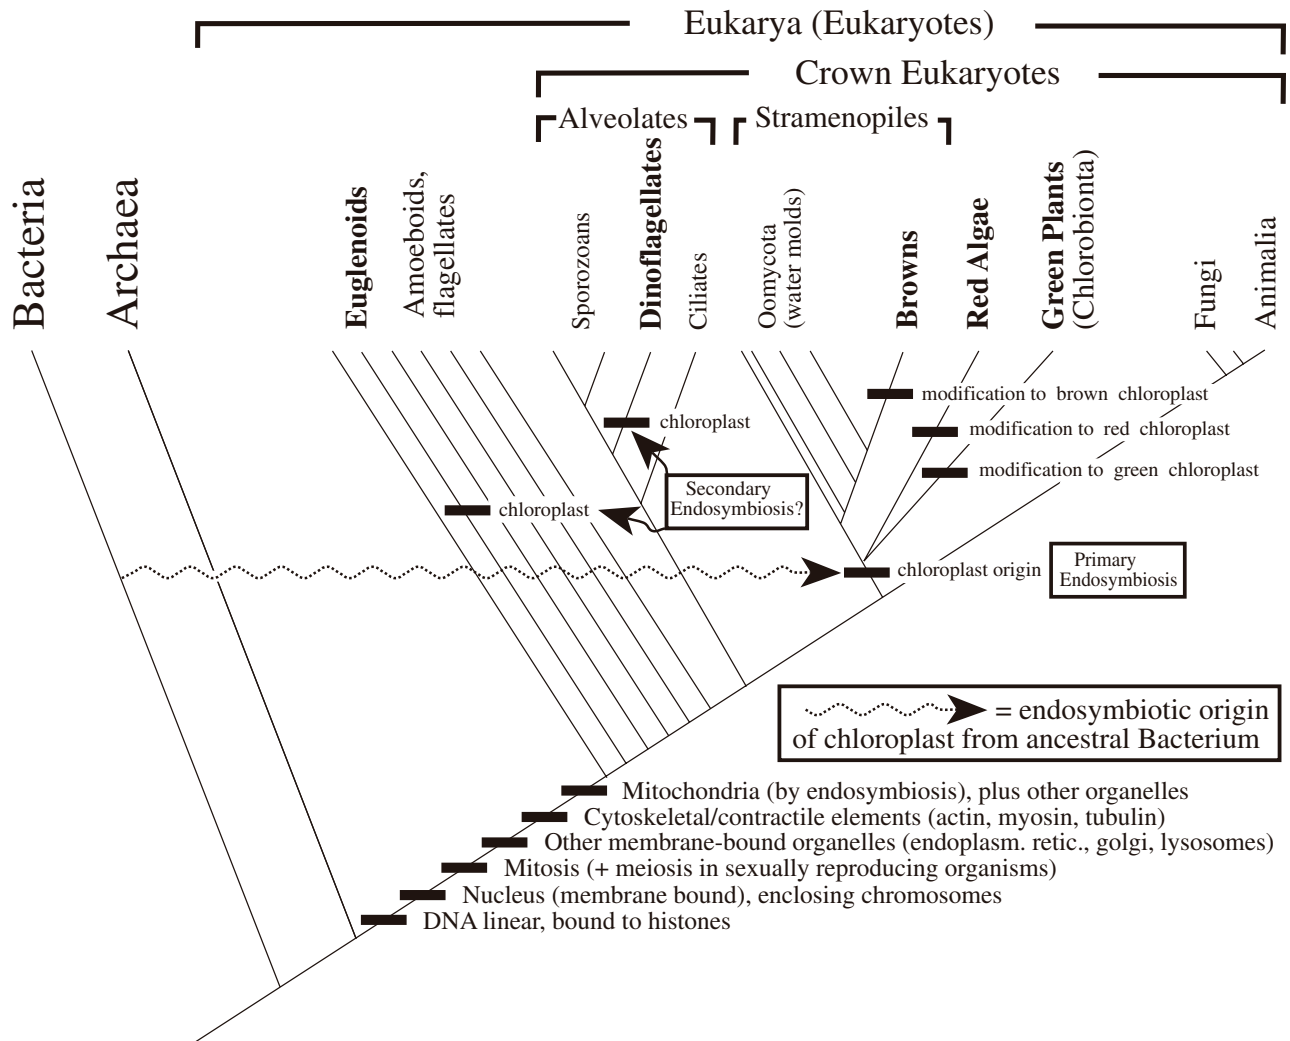 Eukarya (Eukaryotes)
Crown Eukaryotes
Alveolates
Stramenopiles
Bacteria
Archaea
Euglenoids
Amoeboids,
flagellates
Sporozoans
Dinoflagellates
Ciliates
Oomycota
(water molds)
Browns
Red Algae
Green Plants
(Chlorobionta)
Fungi
Animalia
modification to brown chloroplast
chloroplast
modification to red chloroplast
modification to green chloroplast
Secondary
Endosymbiosis?
chloroplast
chloroplast origin
Primary
Endosymbiosis
= endosymbiotic origin
of chloroplast from ancestral Bacterium
Mitochondria (by endosymbiosis), plus other organelles
Cytoskeletal/contractile elements (actin, myosin, tubulin)
Other membrane-bound organelles (endoplasm. retic., golgi, lysosomes)
Mitosis (+ meiosis in sexually reproducing organisms)
Nucleus (membrane bound), enclosing chromosomes
DNA linear, bound to histones